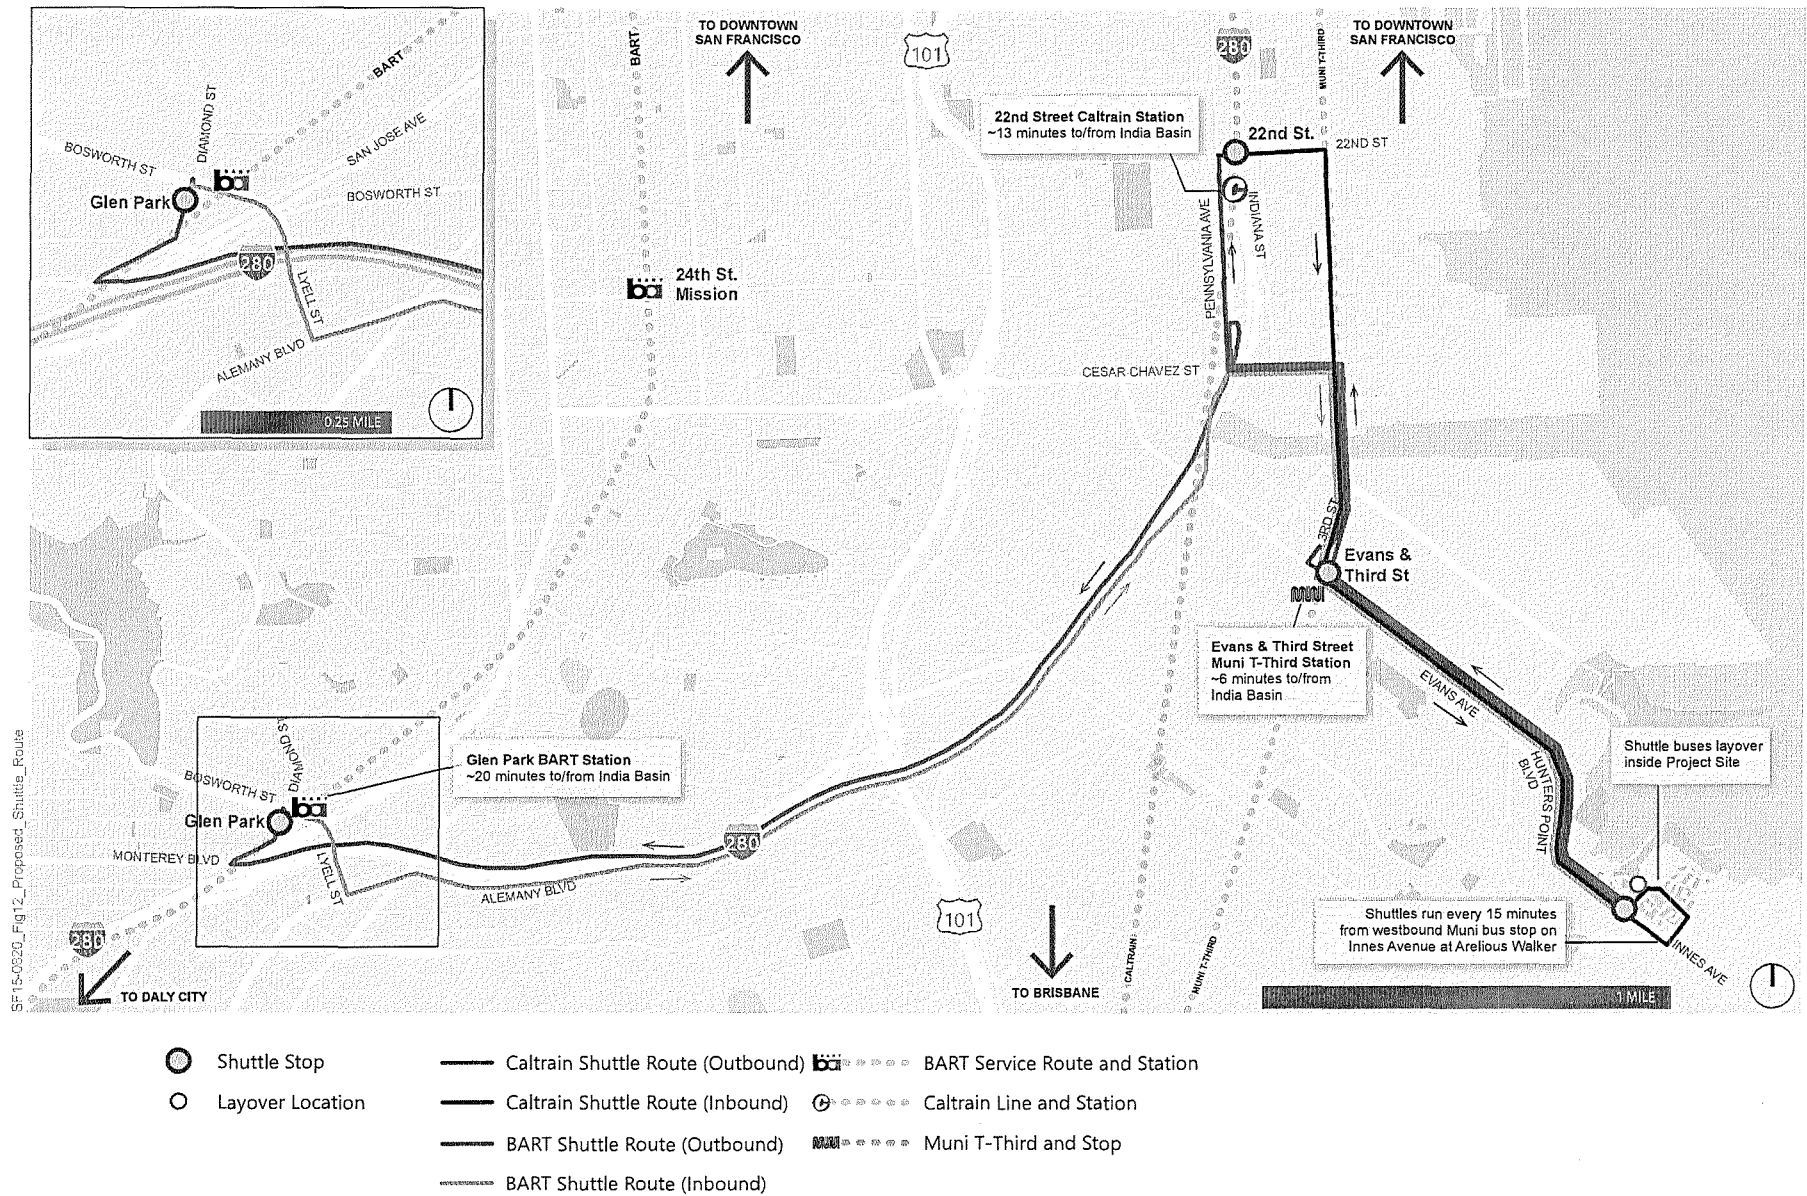 TO DOWNTOWN
SAN FRANCISCO
TO DOWNTOWN
SAN FRANCISCO
BART
101
280
MUNI T-THIRD
BART
DIAMOND ST
SAN JOSE AVE
BOSWORTH ST
BOSWORTH ST
Glen Park
280
LYELL ST
ALEMANY BLVD
0.25 MILE
22nd Street Caltrain Station
~13 minutes to/from India Basin
22nd St.
22ND ST
PENNSYLVANIA AVE
INDIANA ST
24th St.
Mission
CESAR CHAVEZ ST
3RD ST
Evans &
Third St
Evans & Third Street
Muni T-Third Station
~6 minutes to/from
India Basin
EVANS AVE
HUNTERS POINT
BLVD
Shuttle buses layover
inside Project Site
Glen Park BART Station
~20 minutes to/from India Basin
DIAMOND ST
BOSWORTH ST
Glen Park
MONTEREY BLVD
LYELL ST
ALEMANY BLVD
280
280
TO DALY CITY
101
TO BRISBANE
CALTRAIN
MUNI T-THIRD
Shuttles run every 15 minutes
from westbound Muni bus stop on
Innes Avenue at Arelious Walker
INNES AVE
1 MILE
SF15-0820_Fig12_Proposed_Shuttle_Route
Shuttle Stop
Layover Location
Caltrain Shuttle Route (Outbound)
Caltrain Shuttle Route (Inbound)
BART Shuttle Route (Outbound)
BART Shuttle Route (Inbound)
BART Service Route and Station
Caltrain Line and Station
Muni T-Third and Stop